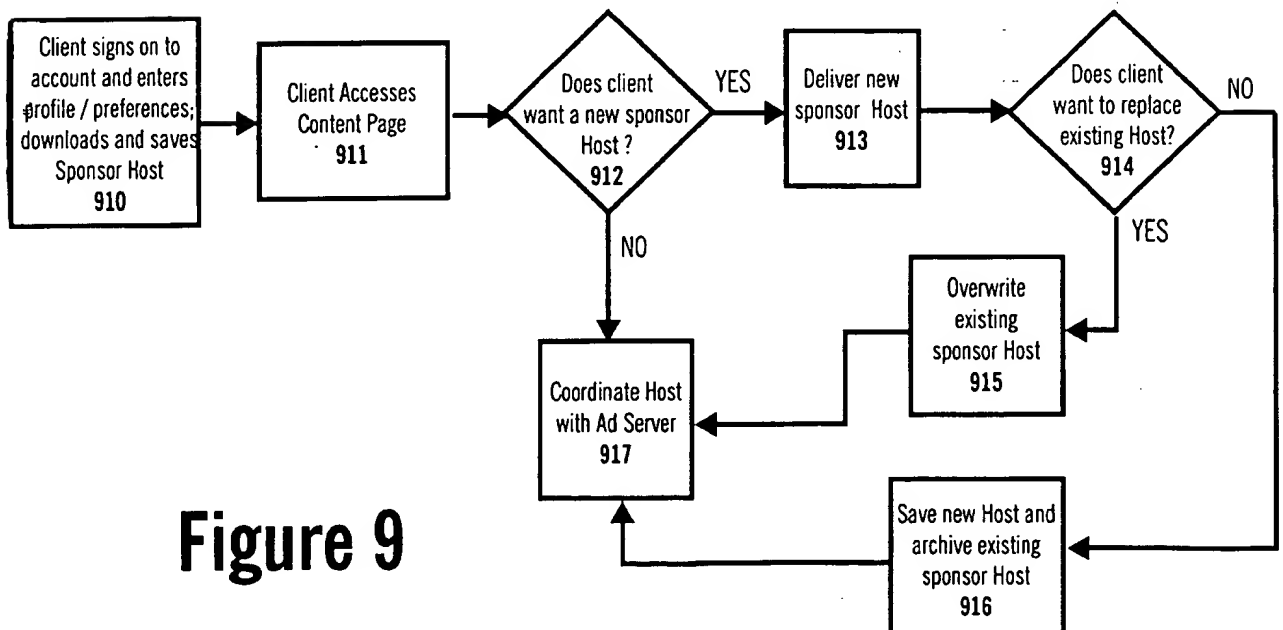 Client signs on to
account and enters
profile / preferences;
downloads and saves
Sponsor Host
910
Client Accesses
Content Page
911
Does client
want a new sponsor
Host ?
912
YES
NO
Deliver new
sponsor Host
913
Does client
want to replace
existing Host?
914
NO
YES
Overwrite
existing
sponsor Host
915
Coordinate Host
with Ad Server
917
Save new Host and
archive existing
sponsor Host
916
Figure 9